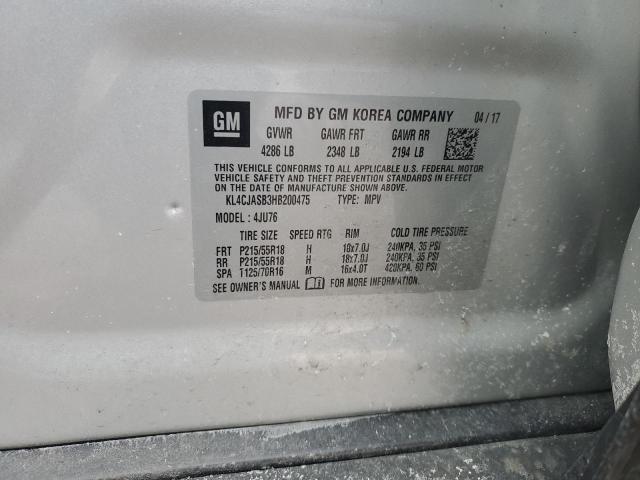 GM MFD BY GM KOREA COMPANY 04/17
GVWR GAWR FRT GAWR RR
4286 LB 2348 LB 2194 LB
THIS VEHICLE CONFORMS TO ALL APPLICABLE U.S. FEDERAL MOTOR
VEHICLE SAFETY AND THEFT PREVENTION STANDARDS IN EFFECT ON
THE DATE OF MANUFACTURE SHOWN ABOVE.
KL4CJASB3HB200475 TYPE: MPV
MODEL : 4JU76
TIRE SIZE SPEED RTG RIM COLD TIRE PRESSURE
FRT P215/55R18 H 18x7.0J 240KPA, 35 PSI
RR P215/55R18 H 18x7.0J 240KPA, 35 PSI
SPA T125/70R16 M 16x4.0T 420KPA, 60 PSI
SEE OWNER'S MANUAL FOR MORE INFORMATION.